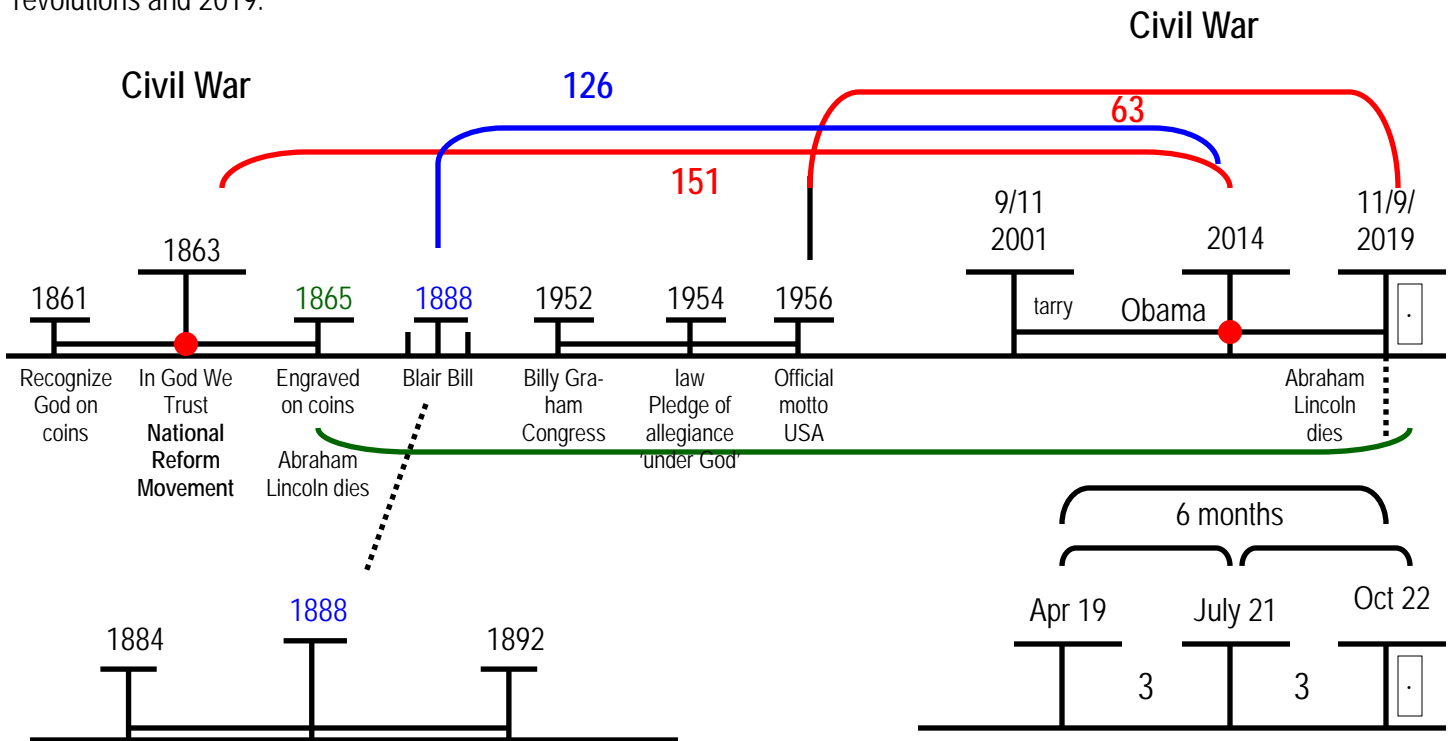 revolutions and 2019.
Civil War
Civil War
126
63
151
9/11
2001
2014
11/9/
2019
1863
1861
1865
1888
1952
1954
1956
tarry
Obama
.
Recognize
God on
coins
In God We
Trust
National
Reform
Movement
Engraved
on coins
Abraham
Lincoln dies
Blair Bill
Billy Gra-
ham
Congress
law
Pledge of
allegiance
'under God'
Official
motto
USA
Abraham
Lincoln
dies
6 months
Apr 19
July 21
Oct 22
3
3
.
1884
1888
1892